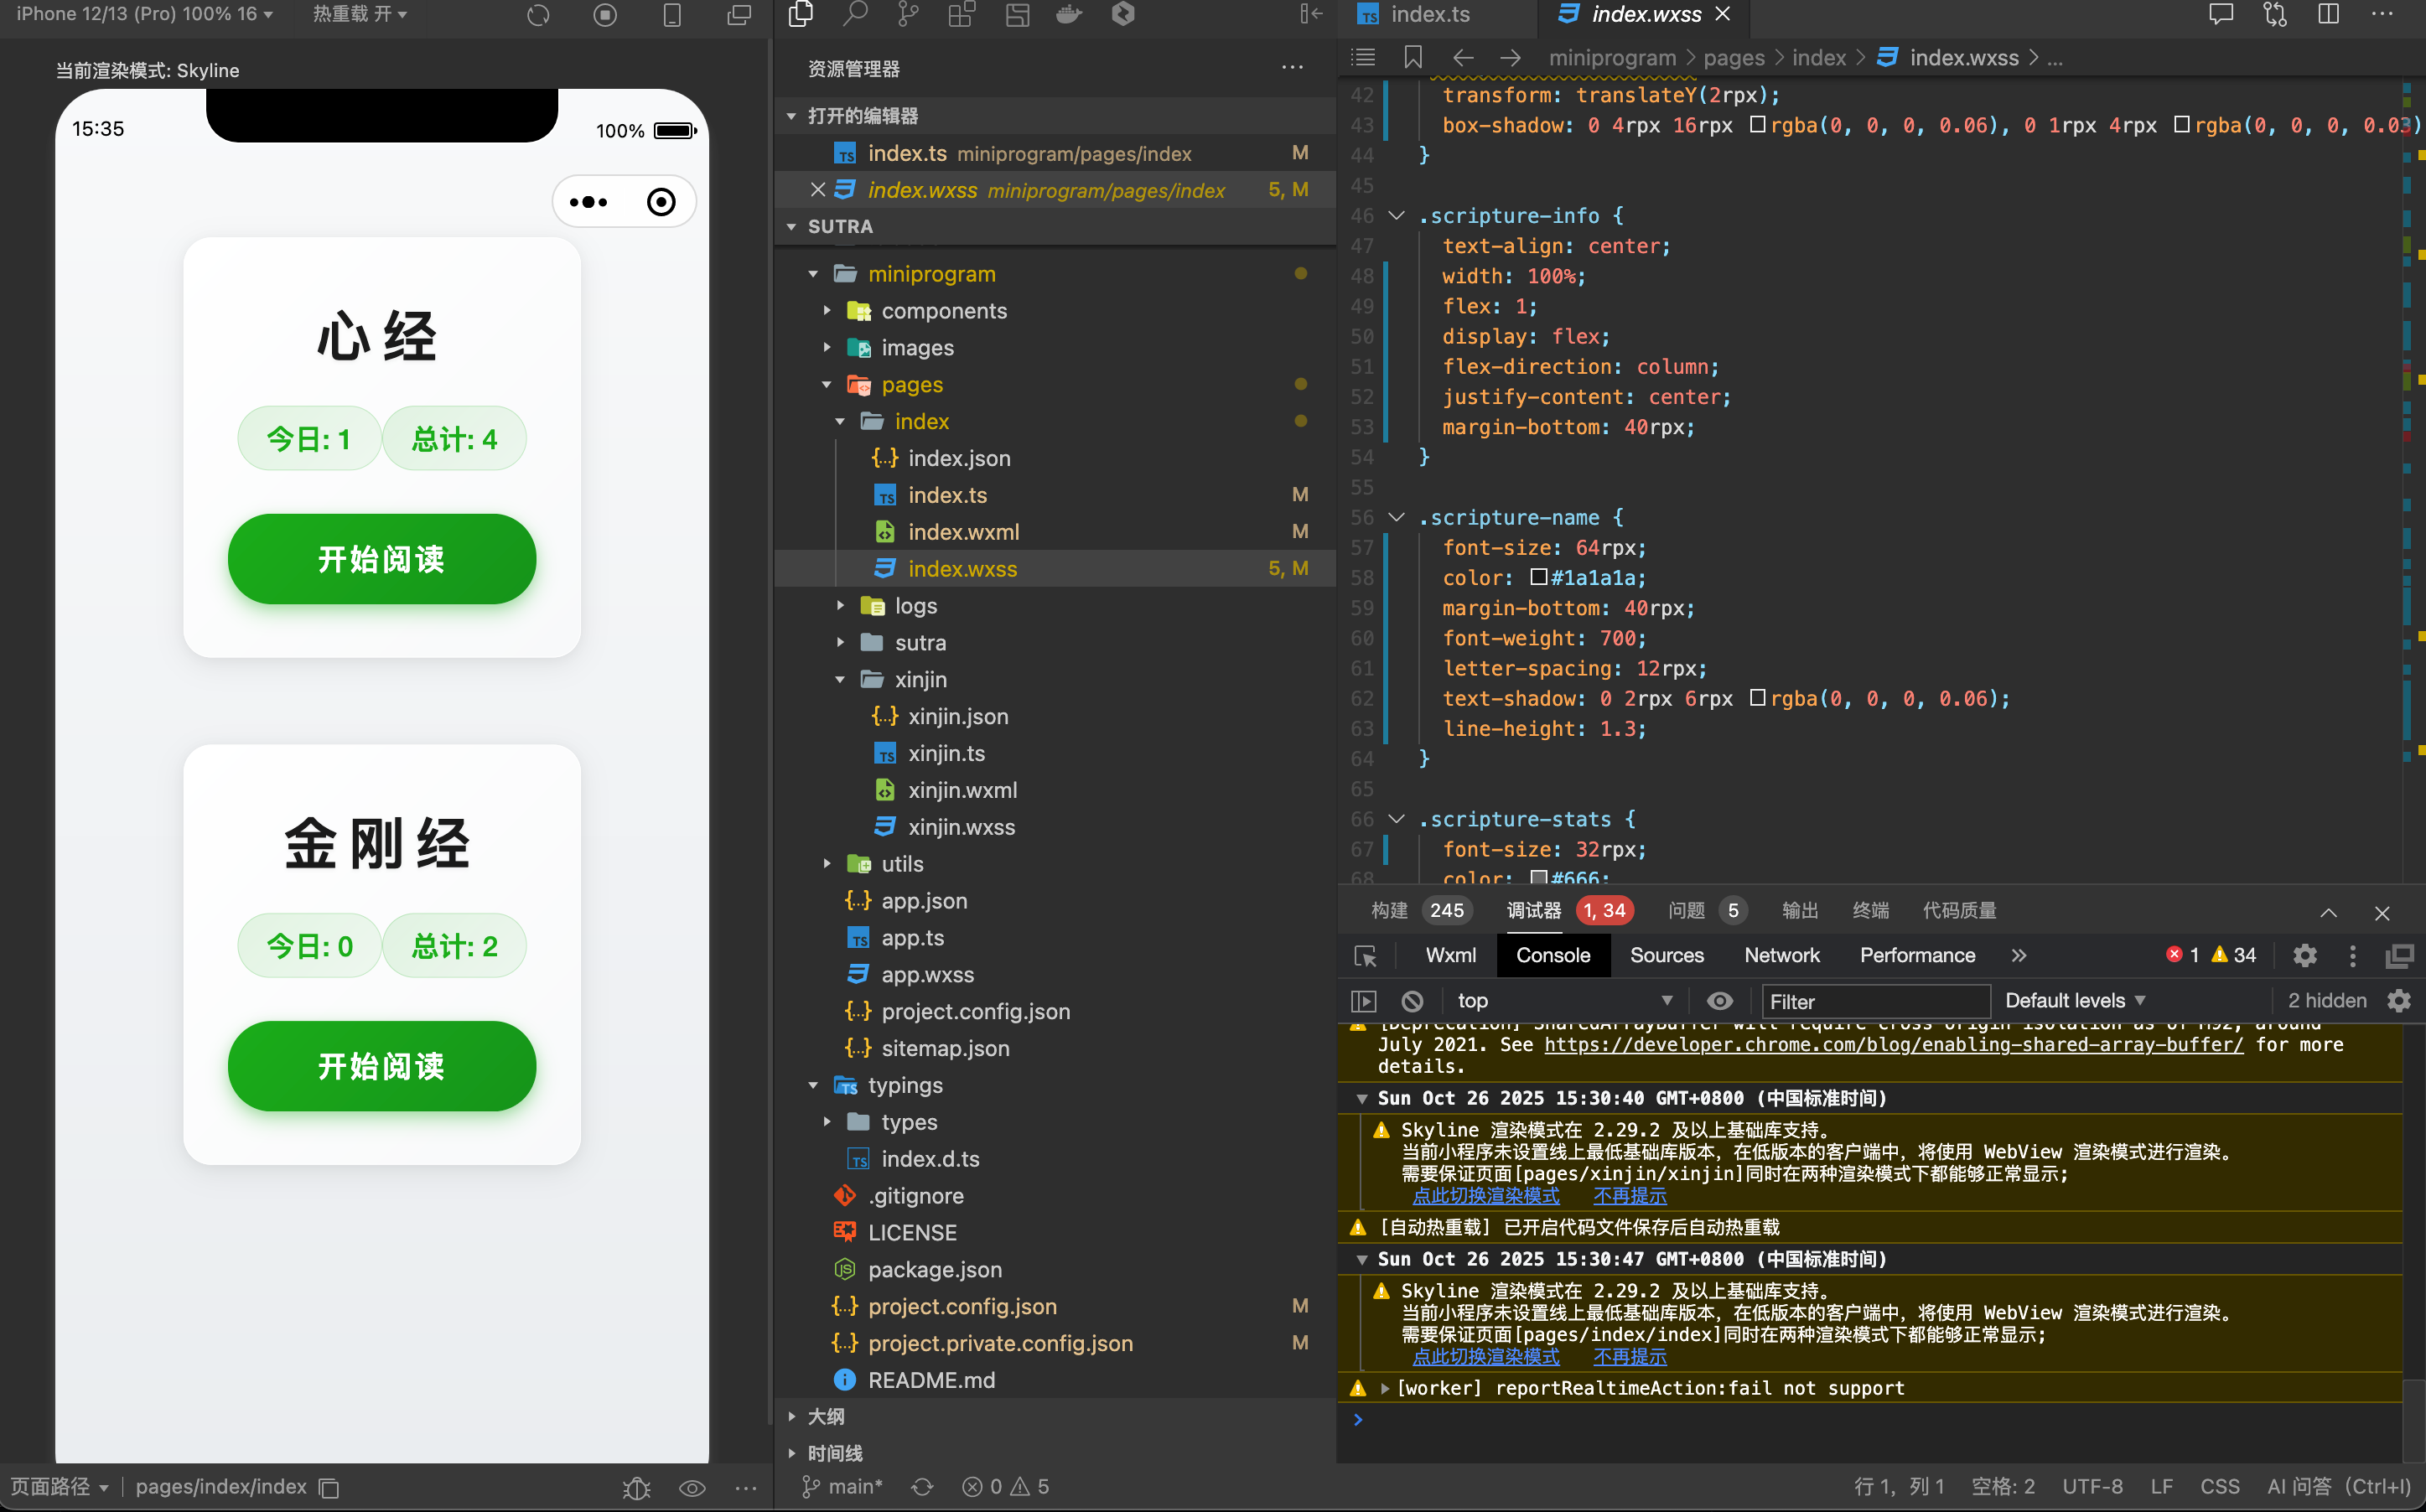 iPhone 12/13 (Pro) 100% 16
热重载 开
当前渲染模式: Skyline
15:35
100%
心经
今日: 1
总计: 4
开始阅读
金刚经
今日: 0
总计: 2
开始阅读
页面路径
pages/index/index
资源管理器
打开的编辑器
index.ts miniprogram/pages/index M
index.wxss miniprogram/pages/index 5, M
SUTRA
miniprogram
components
images
pages
index
index.json
index.ts M
index.wxml M
index.wxss 5, M
logs
sutra
xinjin
xinjin.json
xinjin.ts
xinjin.wxml
xinjin.wxss
utils
app.json
app.ts
app.wxss
project.config.json
sitemap.json
typings
types
index.d.ts
.gitignore
LICENSE
package.json
project.config.json M
project.private.config.json M
README.md
大纲
时间线
main*
0
5
index.ts
index.wxss
miniprogram > pages > index > index.wxss > ...
42 transform: translateY(2rpx);
43 box-shadow: 0 4rpx 16rpx rgba(0, 0, 0, 0.06), 0 1rpx 4rpx rgba(0, 0, 0, 0.03)
44 }
45
46 .scripture-info {
47 text-align: center;
48 width: 100%;
49 flex: 1;
50 display: flex;
51 flex-direction: column;
52 justify-content: center;
53 margin-bottom: 40rpx;
54 }
55
56 .scripture-name {
57 font-size: 64rpx;
58 color: #1a1a1a;
59 margin-bottom: 40rpx;
60 font-weight: 700;
61 letter-spacing: 12rpx;
62 text-shadow: 0 2rpx 6rpx rgba(0, 0, 0, 0.06);
63 line-height: 1.3;
64 }
65
66 .scripture-stats {
67 font-size: 32rpx;
68 color: #666;
构建 245 调试器 1, 34 问题 5 输出 终端 代码质量
Wxml Console Sources Network Performance 1 34
top Filter Default levels 2 hidden
[Deprecation] SharedArrayBuffer will require cross-origin isolation as of M92, around
July 2021. See https://developer.chrome.com/blog/enabling-shared-array-buffer/ for more
details.
Sun Oct 26 2025 15:30:40 GMT+0800 (中国标准时间)
Skyline 渲染模式在 2.29.2 及以上基础库支持。
当前小程序未设置线上最低基础库版本，在低版本的客户端中，将使用 WebView 渲染模式进行渲染。
需要保证页面[pages/xinjin/xinjin]同时在两种渲染模式下都能够正常显示;
点此切换渲染模式 不再提示
[自动热重载] 已开启代码文件保存后自动热重载
Sun Oct 26 2025 15:30:47 GMT+0800 (中国标准时间)
Skyline 渲染模式在 2.29.2 及以上基础库支持。
当前小程序未设置线上最低基础库版本，在低版本的客户端中，将使用 WebView 渲染模式进行渲染。
需要保证页面[pages/index/index]同时在两种渲染模式下都能够正常显示;
点此切换渲染模式 不再提示
[worker] reportRealtimeAction:fail not support
行 1，列 1 空格: 2 UTF-8 LF CSS AI 问答 (Ctrl+I)